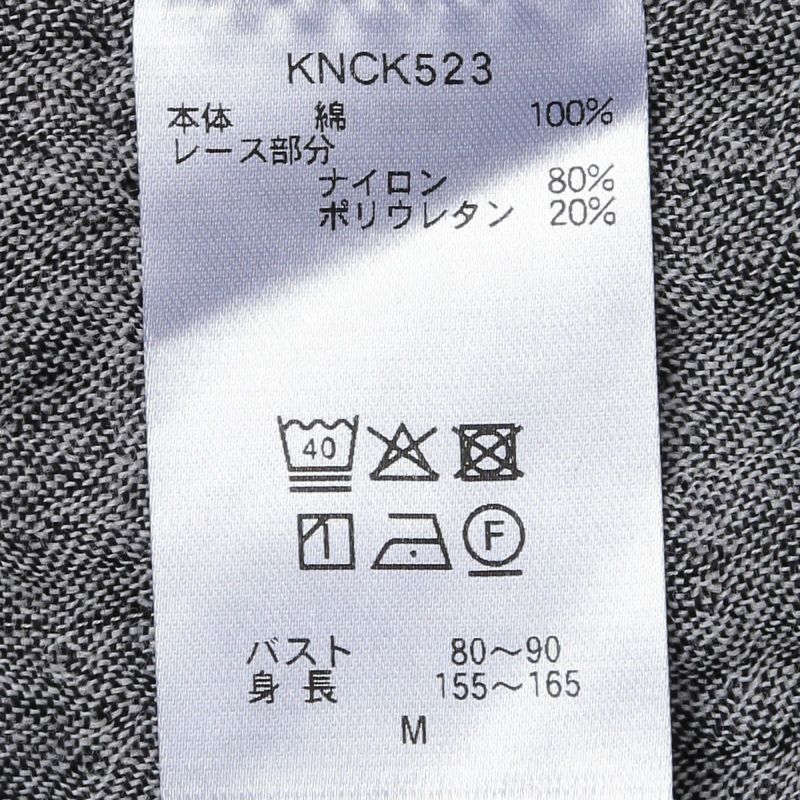 KNCK523
本体 綿 100%
レース部分
ナイロン 80%
ポリウレタン 20%
40
F
バスト 80〜90
身長 155〜165
M